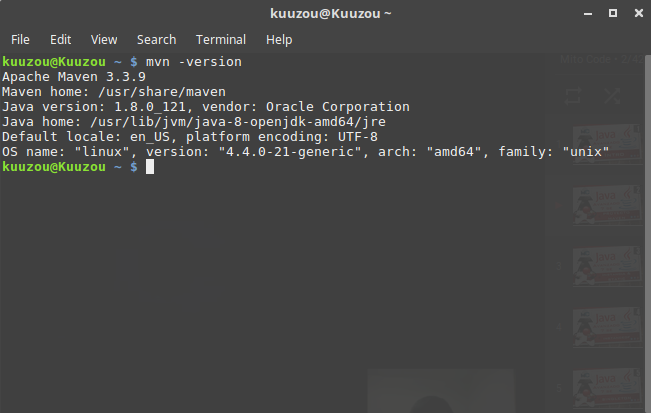 kuuzou@Kuuzou ~
File Edit View Search Terminal Help
kuuzou@Kuuzou ~ $ mvn -version
Apache Maven 3.3.9
Maven home: /usr/share/maven
Java version: 1.8.0_121, vendor: Oracle Corporation
Java home: /usr/lib/jvm/java-8-openjdk-amd64/jre
Default locale: en_US, platform encoding: UTF-8
OS name: "linux", version: "4.4.0-21-generic", arch: "amd64", family: "unix"
kuuzou@Kuuzou ~ $